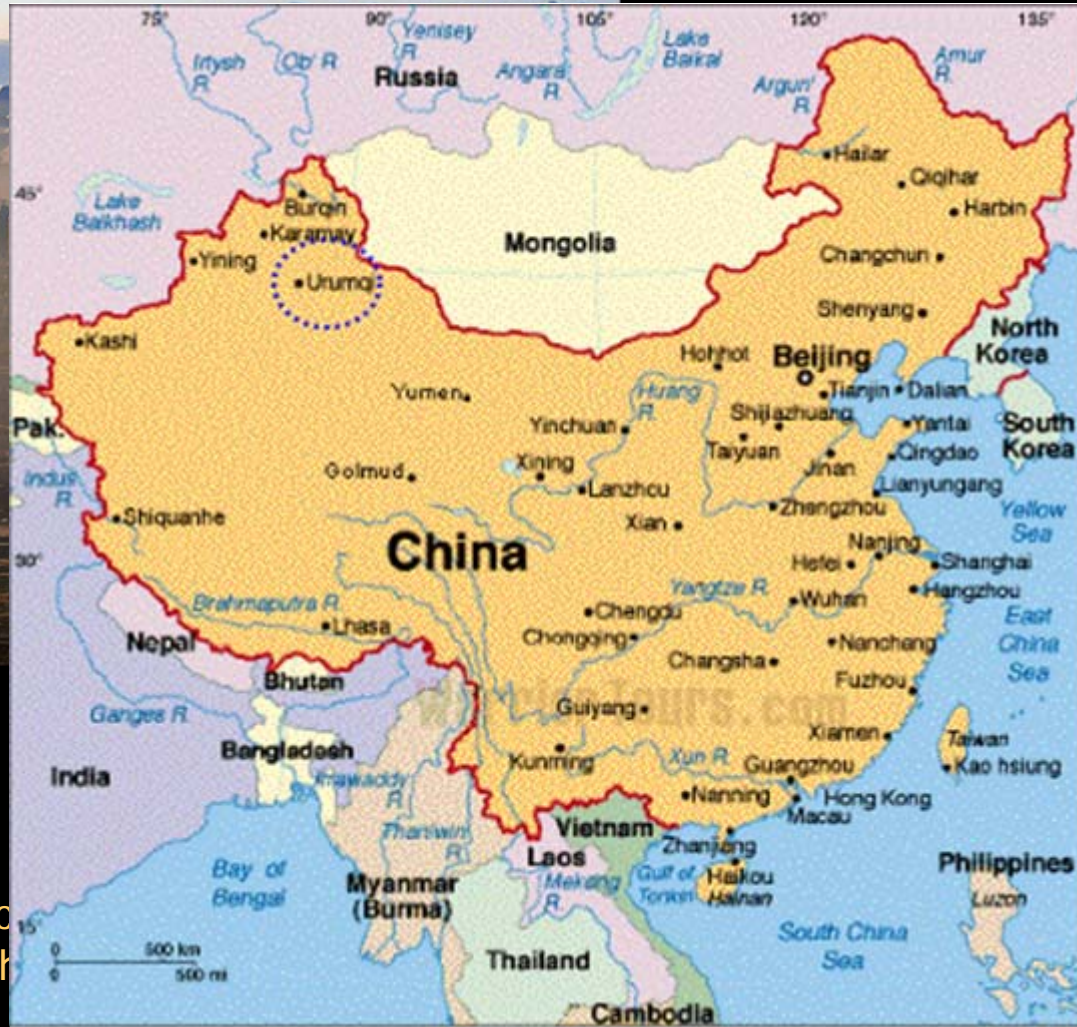 75°
90°
105°
120°
135°
Irtysh
R.
Ob' R
Yenisey
R.
Russia
Angara
R.
Lake
Baikal
Argun'
R.
Amur
R.
45°
Lake
Balkhash
Hailar
Qiqihar
Harbin
Burqin
Karamay
Yining
Urumqi
Mongolia
Changchun
Shenyang
Kashi
Hohhot
Beijing
North
Korea
Yumen
Huang
R.
Tianjin
Dalian
Pak.
Yinchuan
Shijiazhuang
Yantai
South
Korea
Taiyuan
Jinan
Qingdao
Indus
R.
Golmud
Xining
Lanzhou
Lianyungang
Shiquanhe
Xian
Zhengzhou
Yellow
Sea
China
30°
Hefei
Nanjing
Shanghai
Hangzhou
Brahmaputra R.
Lhasa
Chengdu
Yangtze R.
Wuhan
East
China
Sea
Nepal
Chongqing
Nanchang
Changsha
Bhutan
Fuzhou
Ganges R.
Guiyang
Tours.com
Bangladesh
Kunming
Xun R.
Xiamen
Taiwan
India
Irrawaddy
R.
Guangzhou
Kao hsiung
Nanning
Hong Kong
Macau
Thanlwin
R.
Vietnam
Zhanjiang
Laos
Bay of
Bengal
Myanmar
(Burma)
Mekong
R.
Gulf of
Tonkin
Haikou
Hainan
Philippines
Luzon
15°
South China
Sea
0 500 km
0 500 mi
Thailand
Cambodia